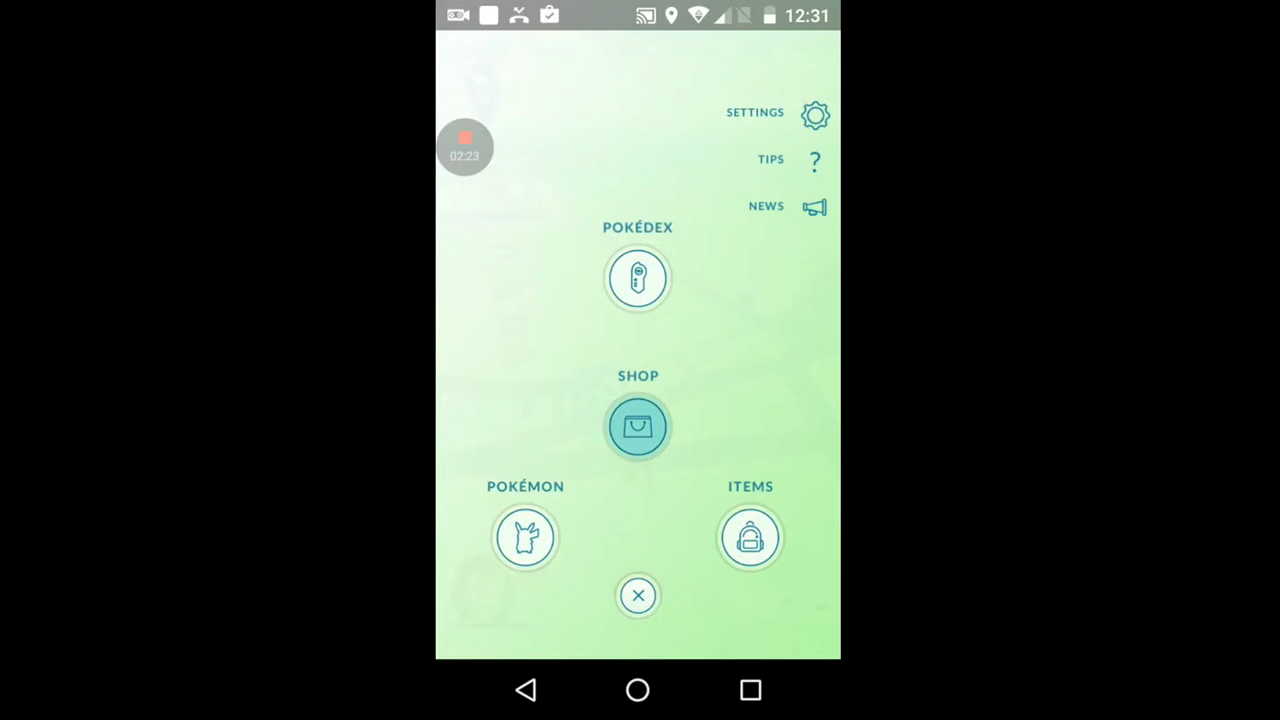 12:31
SETTINGS
02:23
TIPS
?
NEWS
POKÉDEX
SHOP
POKÉMON
ITEMS